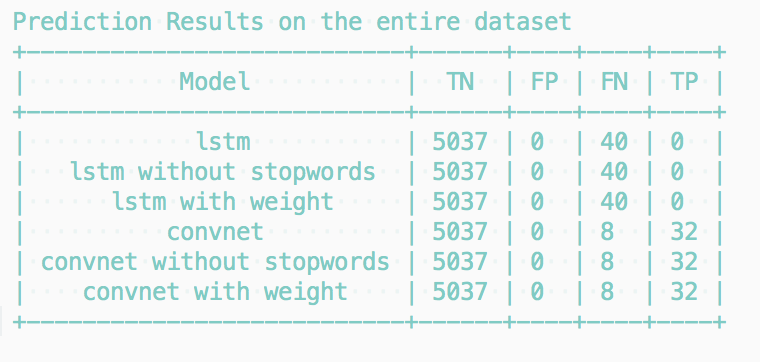 Prediction Results on the entire dataset
+----------------------------+------+----+----+----+
|           Model            |  TN  | FP | FN | TP |
+----------------------------+------+----+----+----+
|            lstm            | 5037 | 0  | 40 | 0  |
|   lstm without stopwords   | 5037 | 0  | 40 | 0  |
|      lstm with weight      | 5037 | 0  | 40 | 0  |
|          convnet           | 5037 | 0  | 8  | 32 |
| convnet without stopwords  | 5037 | 0  | 8  | 32 |
|    convnet with weight     | 5037 | 0  | 8  | 32 |
+----------------------------+------+----+----+----+